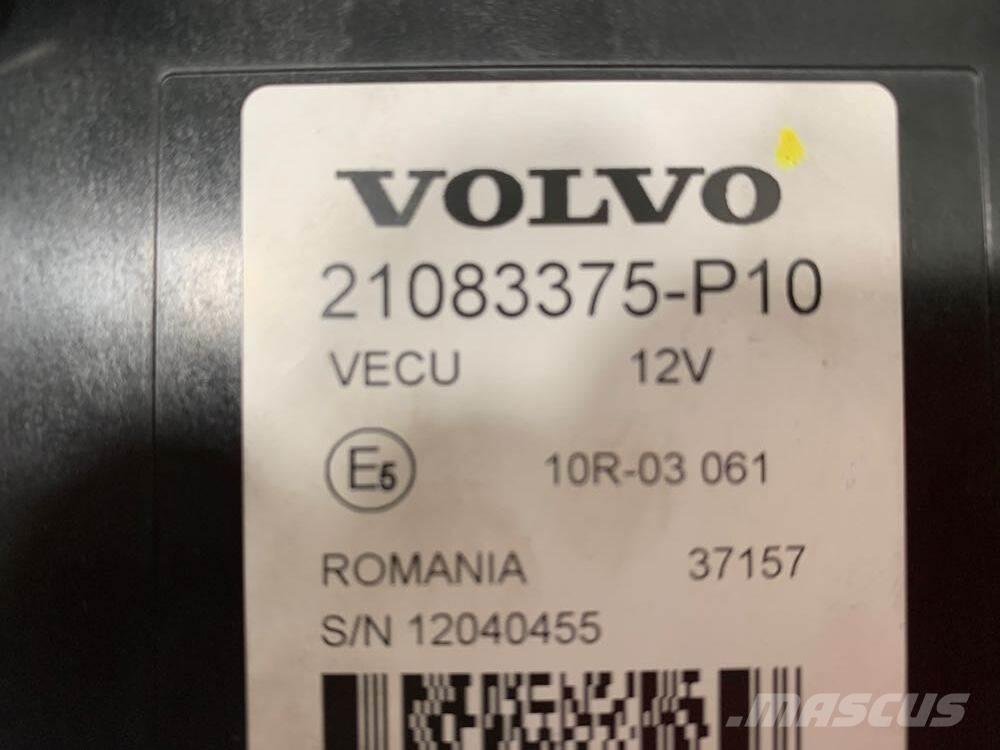 VOLVO
21083375-P10
VECU 12V
E5 10R-03 061
ROMANIA 37157
S/N 12040455
.MASCUS